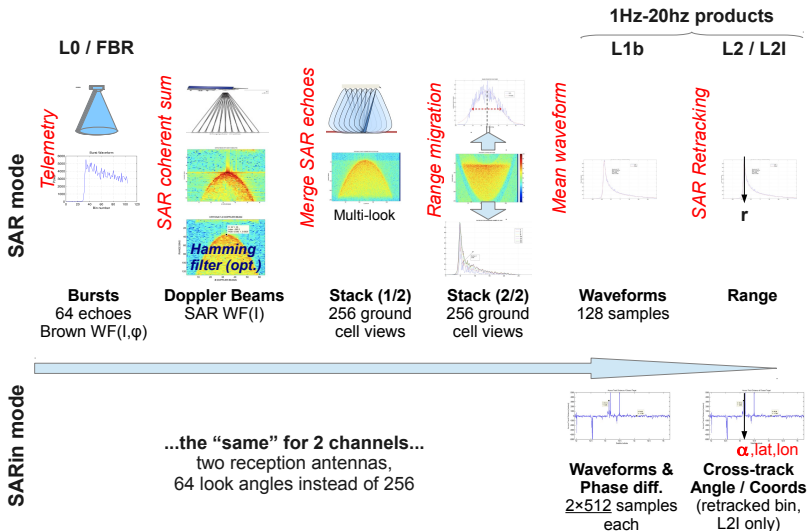 1Hz-20hz products
L0 / FBR
L1b
L2 / L2I
SAR mode
Telemetry
SAR coherent sum
Merge SAR echoes
Range migration
Mean waveform
SAR Retracking
Multi-look
Hamming
filter (opt.)
r
Bursts
64 echoes
Brown WF(I,φ)
Doppler Beams
SAR WF(I)
Stack (1/2)
256 ground
cell views
Stack (2/2)
256 ground
cell views
Waveforms
128 samples
Range
SARin mode
...the “same” for 2 channels...
two reception antennas,
64 look angles instead of 256
α,lat,lon
Waveforms &
Phase diff.
2×512 samples
each
Cross-track
Angle / Coords
(retracked bin,
L2I only)